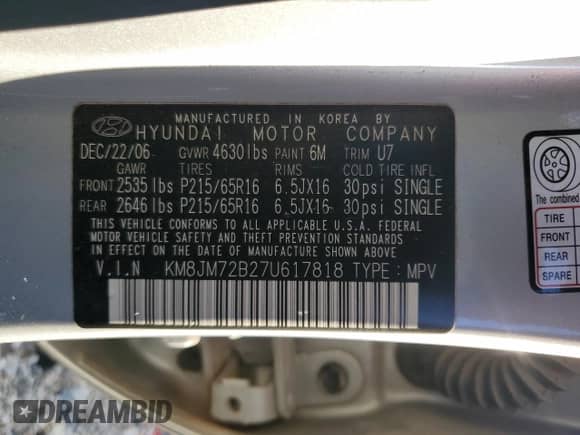 MANUFACTURED IN KOREA BY
HYUNDAI MOTOR COMPANY
DEC/22/06 GVWR 4630lbs PAINT 6M TRIM U7
GAWR TIRES RIMS COLD TIRE INFL
FRONT 2535lbs P215/65R16 6.5JX16 30psi SINGLE
REAR 2646lbs P215/65R16 6.5JX16 30psi SINGLE
THIS VEHICLE CONFORMS TO ALL APPLICABLE U.S.A. FEDERAL
MOTOR VEHICLE SAFETY AND THEFT PREVENTION STANDARDS
IN EFFECT ON THE DATE OF MANUFACTURE SHOWN ABOVE.
V.I.N KM8JM72B27U617818 TYPE : MPV
The combined
TIRE
FRONT
REAR
SPARE
DREAMBID